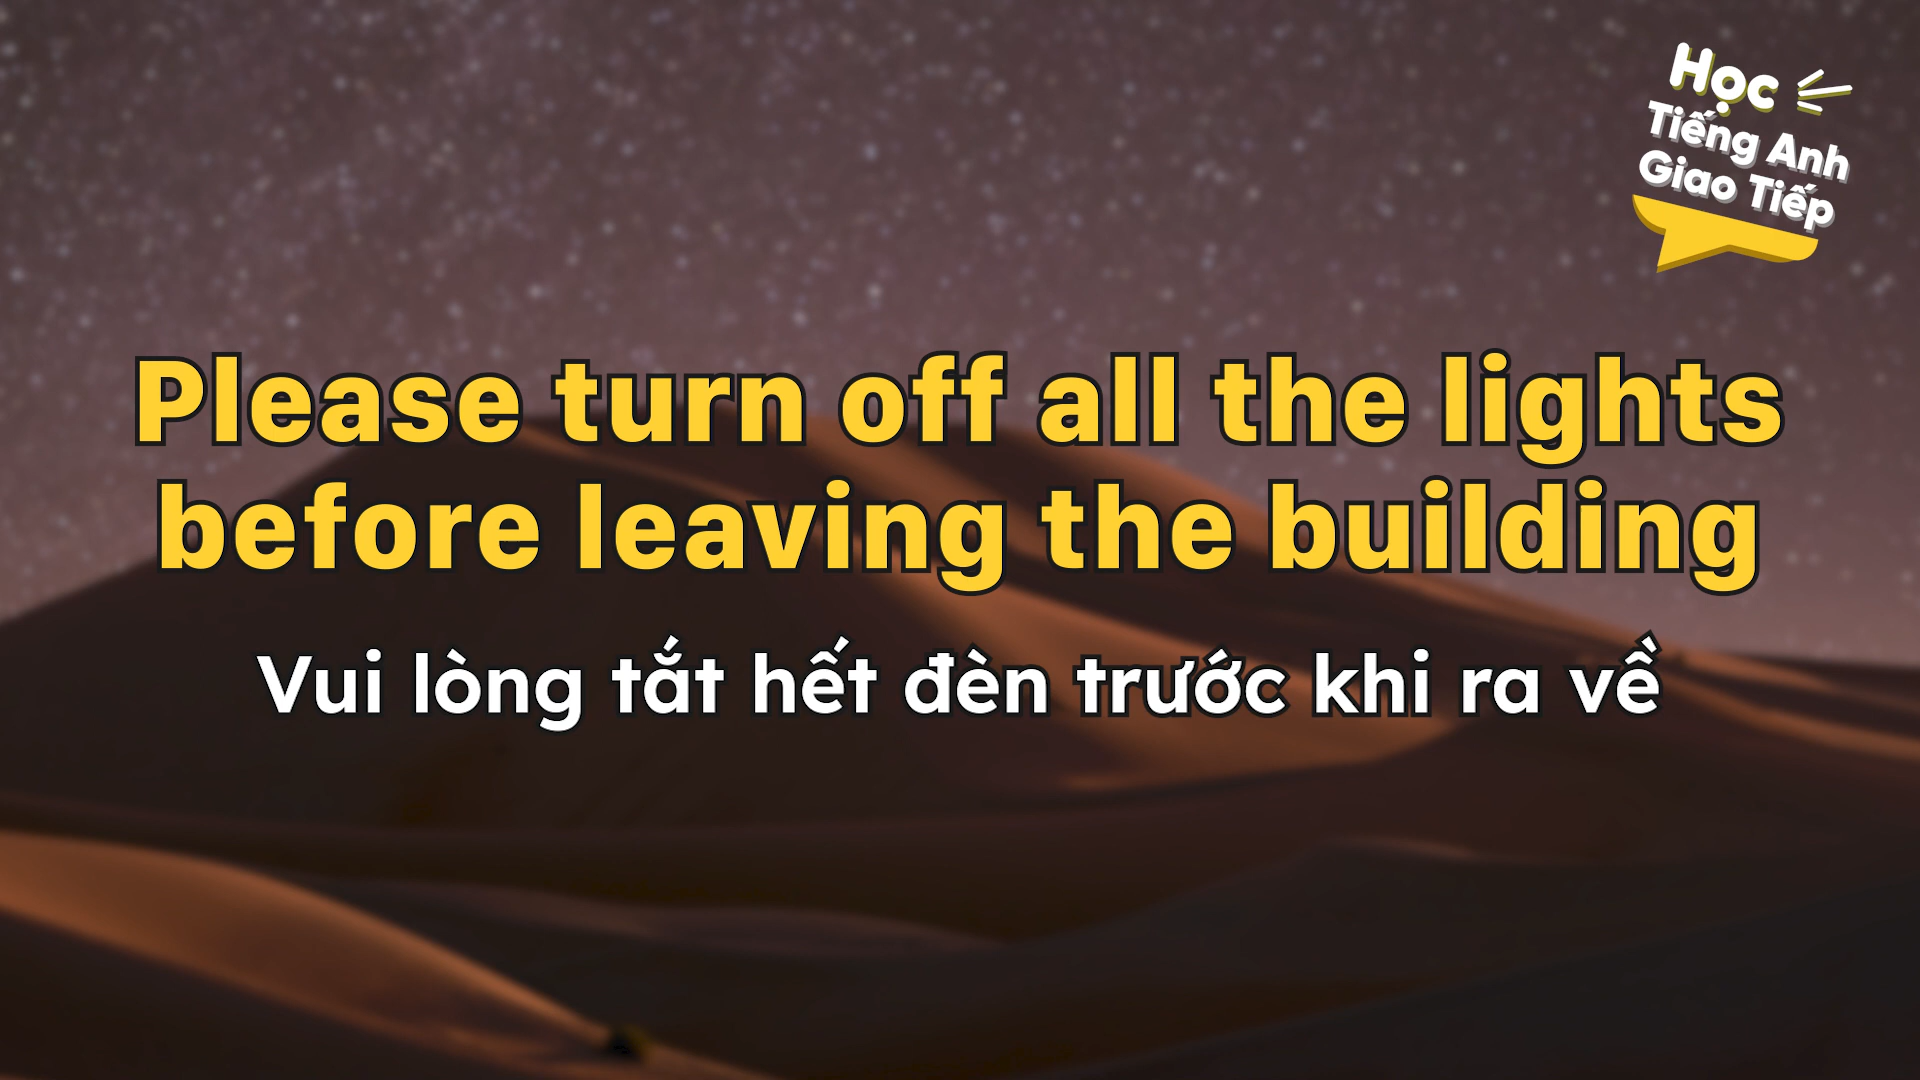 Học
Tiếng Anh
Giao Tiếp
Please turn off all the lights
before leaving the building
Vui lòng tắt hết đèn trước khi ra về